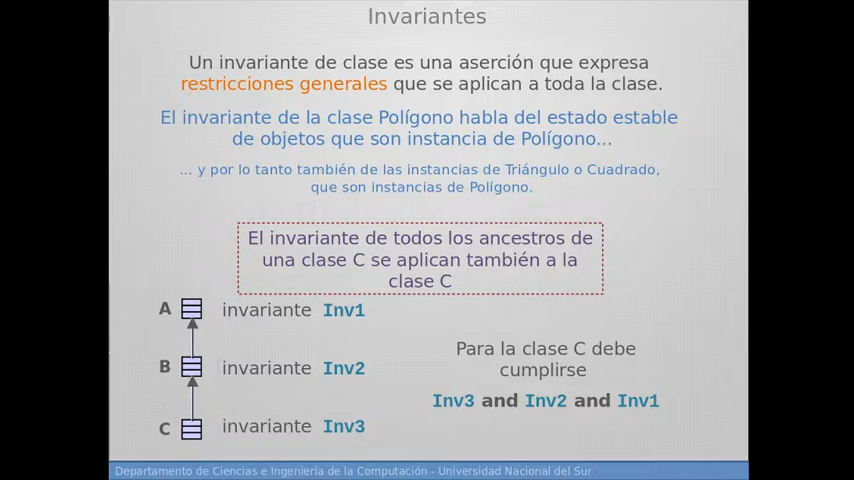 Invariantes
Un invariante de clase es una aserción que expresa
restricciones generales que se aplican a toda la clase.
El invariante de la clase Polígono habla del estado estable
de objetos que son instancia de Polígono...
... y por lo tanto también de las instancias de Triángulo o Cuadrado,
que son instancias de Polígono.
El invariante de todos los ancestros de
una clase C se aplican también a la
clase C
A invariante Inv1
B invariante Inv2
C invariante Inv3
Para la clase C debe
cumplirse
Inv3 and Inv2 and Inv1
Departamento de Ciencias e Ingeniería de la Computación - Universidad Nacional del Sur